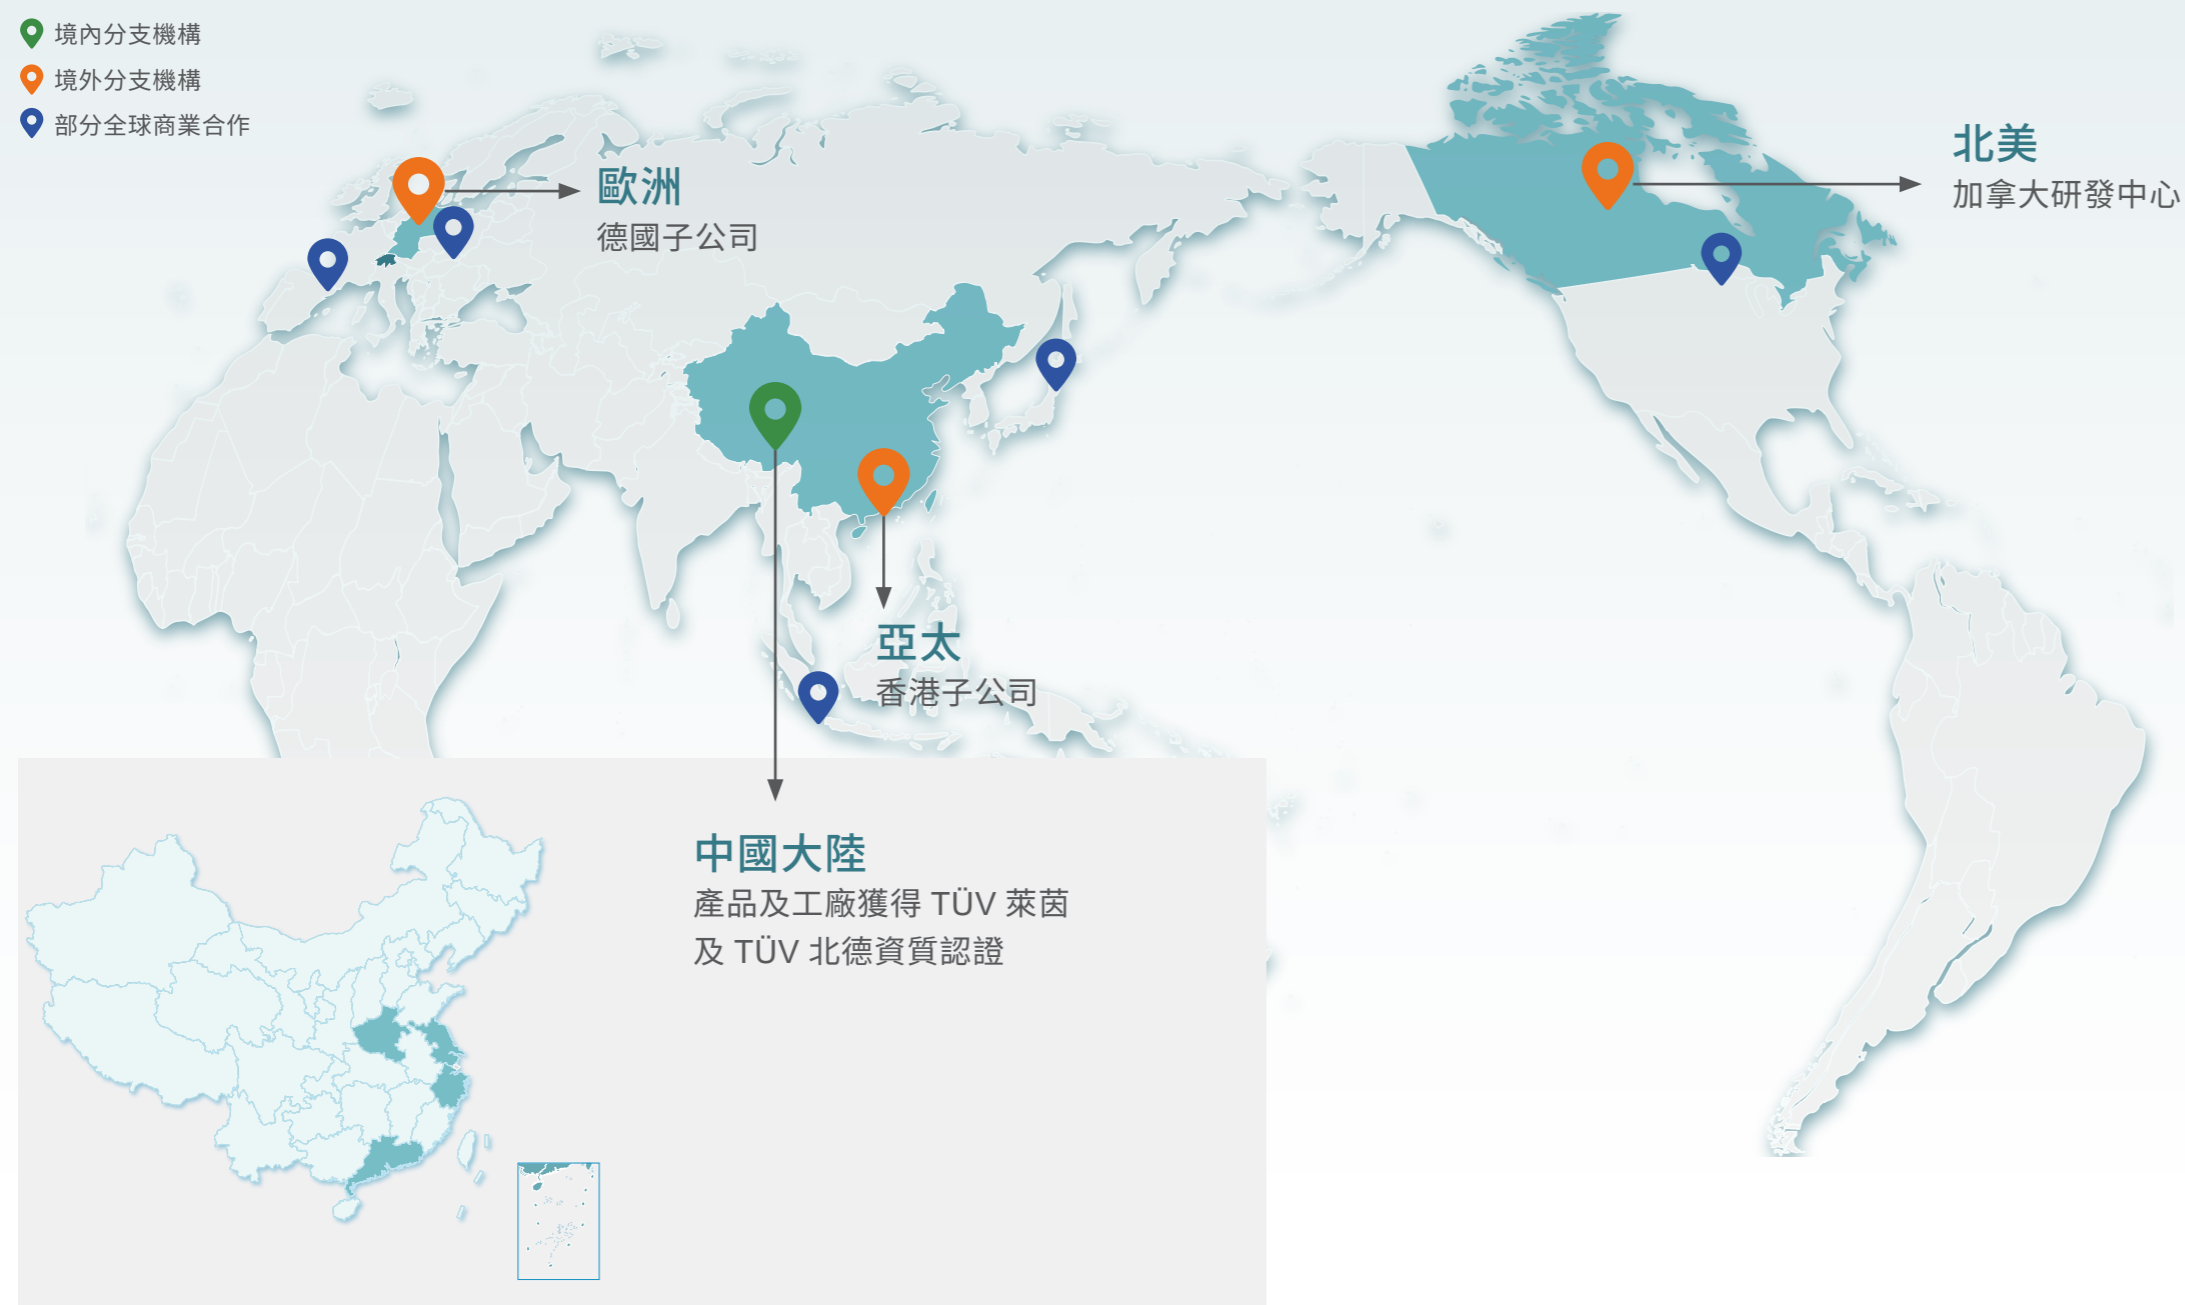 境內分支機構
境外分支機構
部分全球商業合作
歐洲
德國子公司
北美
加拿大研發中心
亞太
香港子公司
中國大陸
產品及工廠獲得 TÜV 萊茵
及 TÜV 北德資質認證